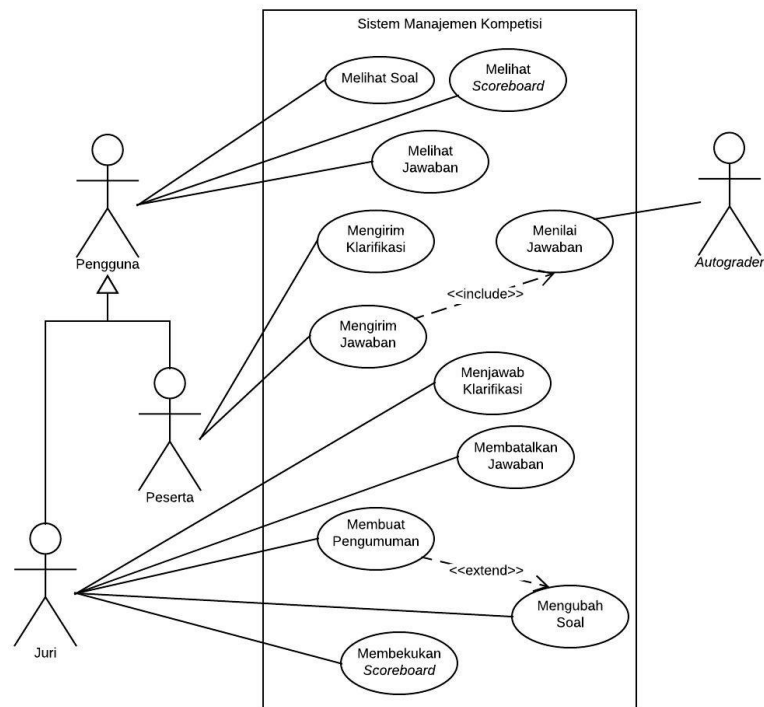 Sistem Manajemen Kompetisi
Melihat Soal
Melihat
Scoreboard
Melihat
Jawaban
Pengguna
Mengirim
Klarifikasi
Menilai
Jawaban
Autograder
<<include>>
Mengirim
Jawaban
Menjawab
Klarifikasi
Membatalkan
Jawaban
Peserta
Membuat
Pengumuman
<<extend>>
Mengubah
Soal
Juri
Membekukan
Scoreboard